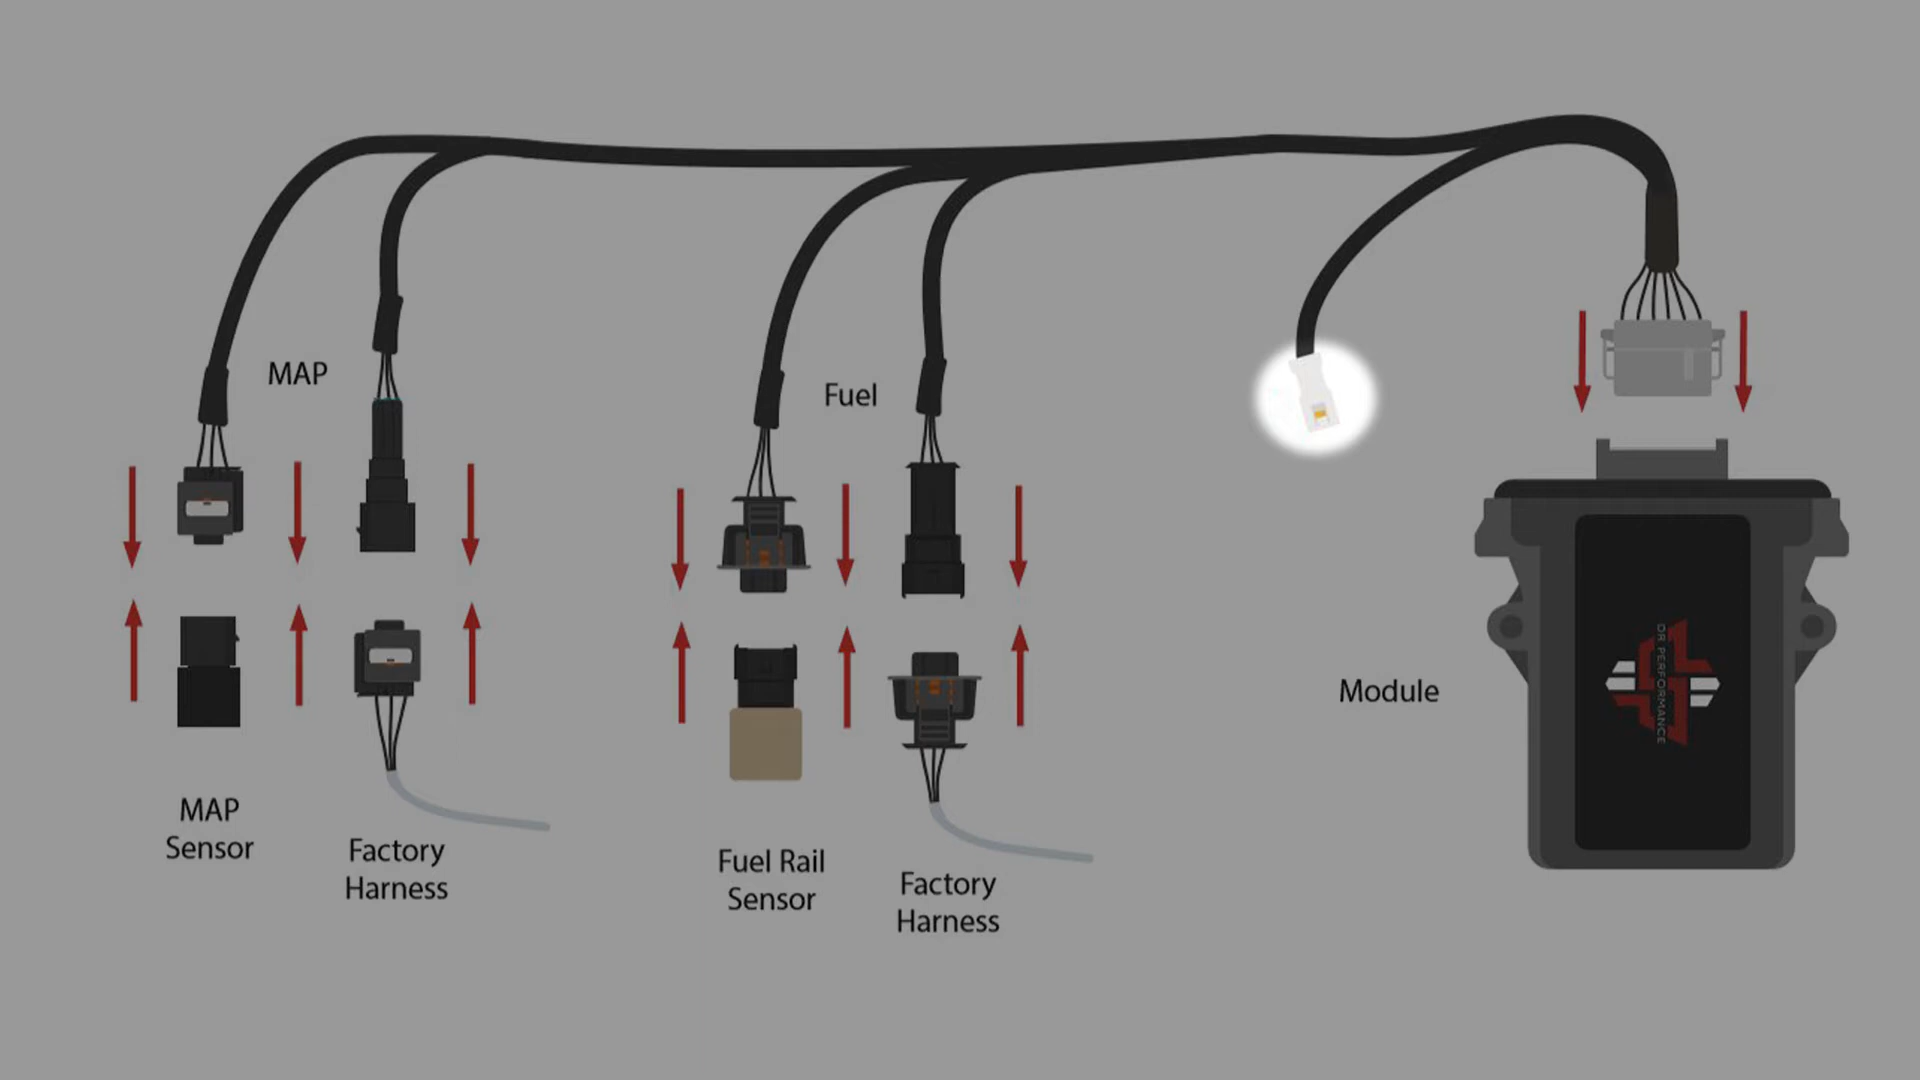 MAP
Fuel
MAP
Sensor
Factory
Harness
Fuel Rail
Sensor
Factory
Harness
Module
DR PERFORMANCE